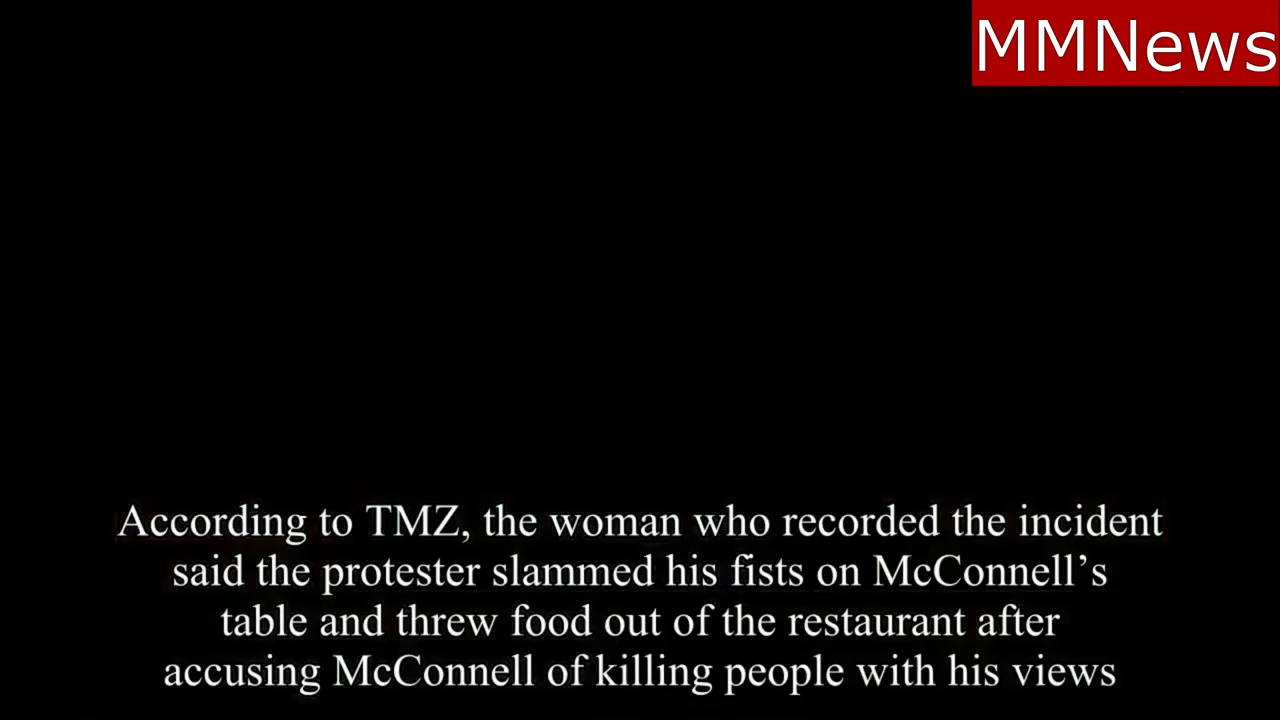 MMNews
According to TMZ, the woman who recorded the incident
said the protester slammed his fists on McConnell’s
table and threw food out of the restaurant after
accusing McConnell of killing people with his views